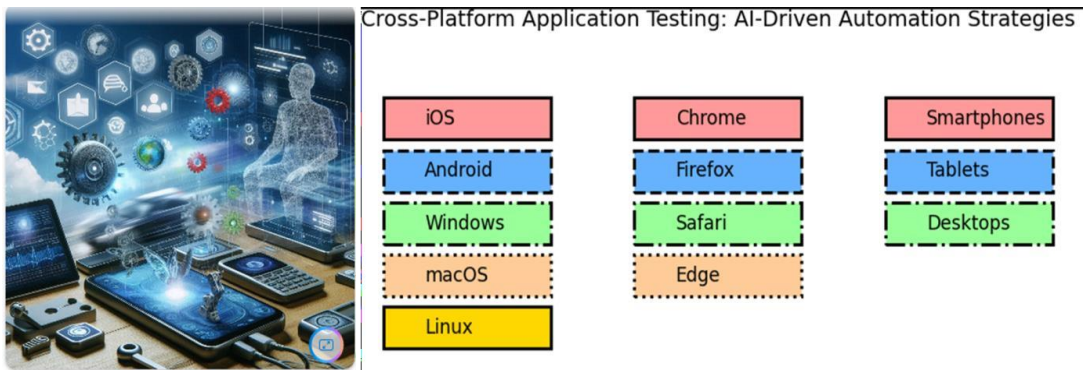 Cross-Platform Application Testing: AI-Driven Automation Strategies
iOS
Android
Windows
macOS
Linux
Chrome
Firefox
Safari
Edge
Smartphones
Tablets
Desktops